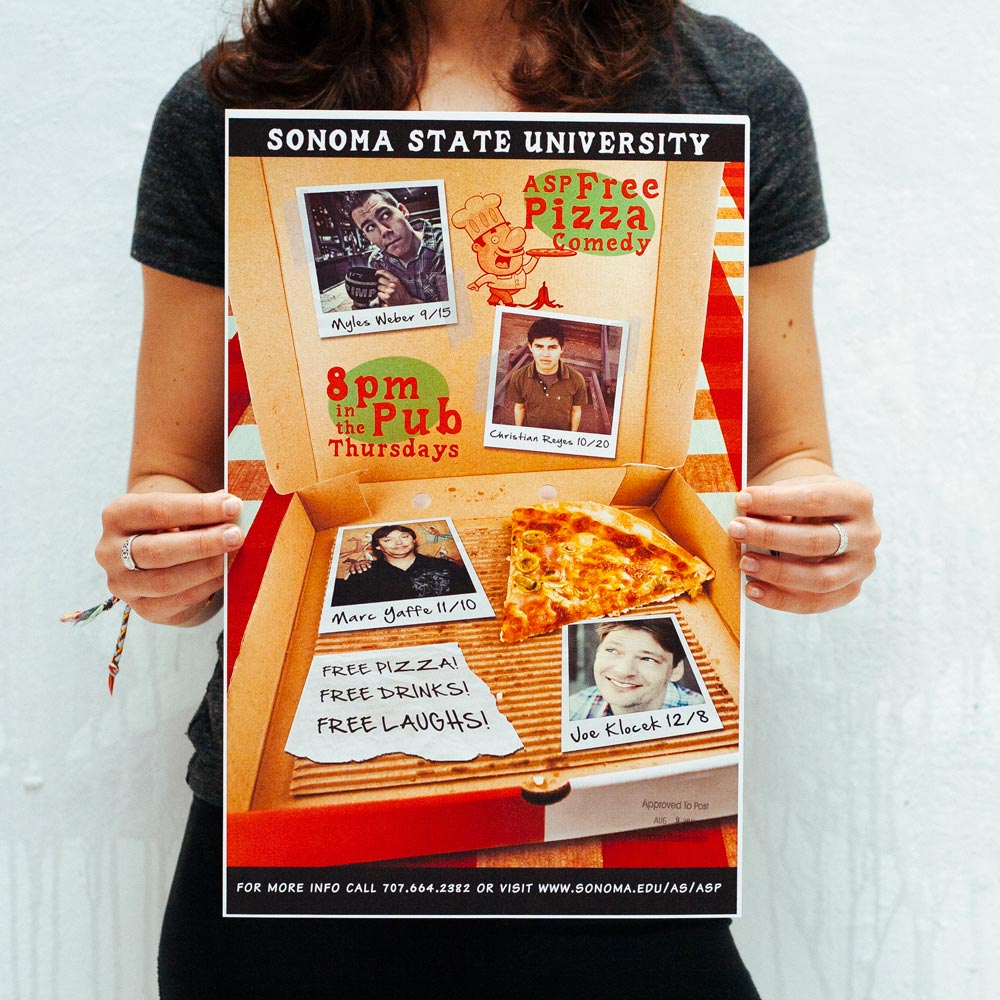 SONOMA STATE UNIVERSITY
ASP Free
Pizza
Comedy
Myles Weber 9/15
8pm
in
the Pub
Thursdays
Christian Reyes 10/20
Marc Yaffe 11/10
FREE PIZZA!
FREE DRINKS!
FREE LAUGHS!
Joe Klocek 12/8
Approved To Post
AUG
FOR MORE INFO CALL 707.664.2382 OR VISIT WWW.SONOMA.EDU/AS/ASP